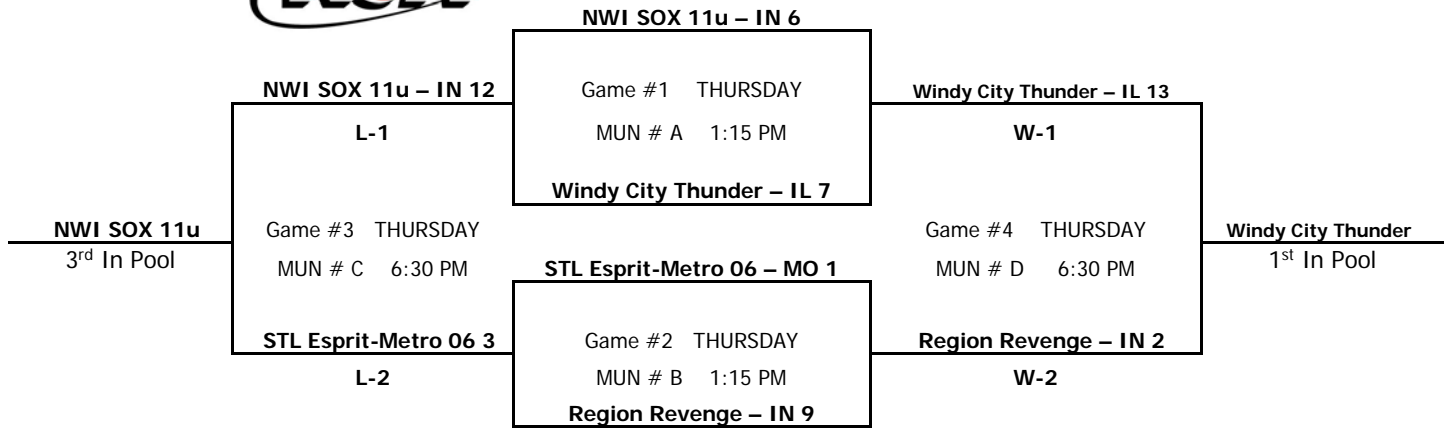 NWI SOX 11u – IN 6
NWI SOX 11u – IN 12
Game #1 THURSDAY
Windy City Thunder – IL 13
L-1
MUN # A 1:15 PM
W-1
Windy City Thunder – IL 7
NWI SOX 11u
Game #3 THURSDAY
Game #4 THURSDAY
Windy City Thunder
3rd In Pool
MUN # C 6:30 PM
STL Esprit-Metro 06 – MO 1
MUN # D 6:30 PM
1st In Pool
STL Esprit-Metro 06 3
Game #2 THURSDAY
Region Revenge – IN 2
L-2
MUN # B 1:15 PM
W-2
Region Revenge – IN 9